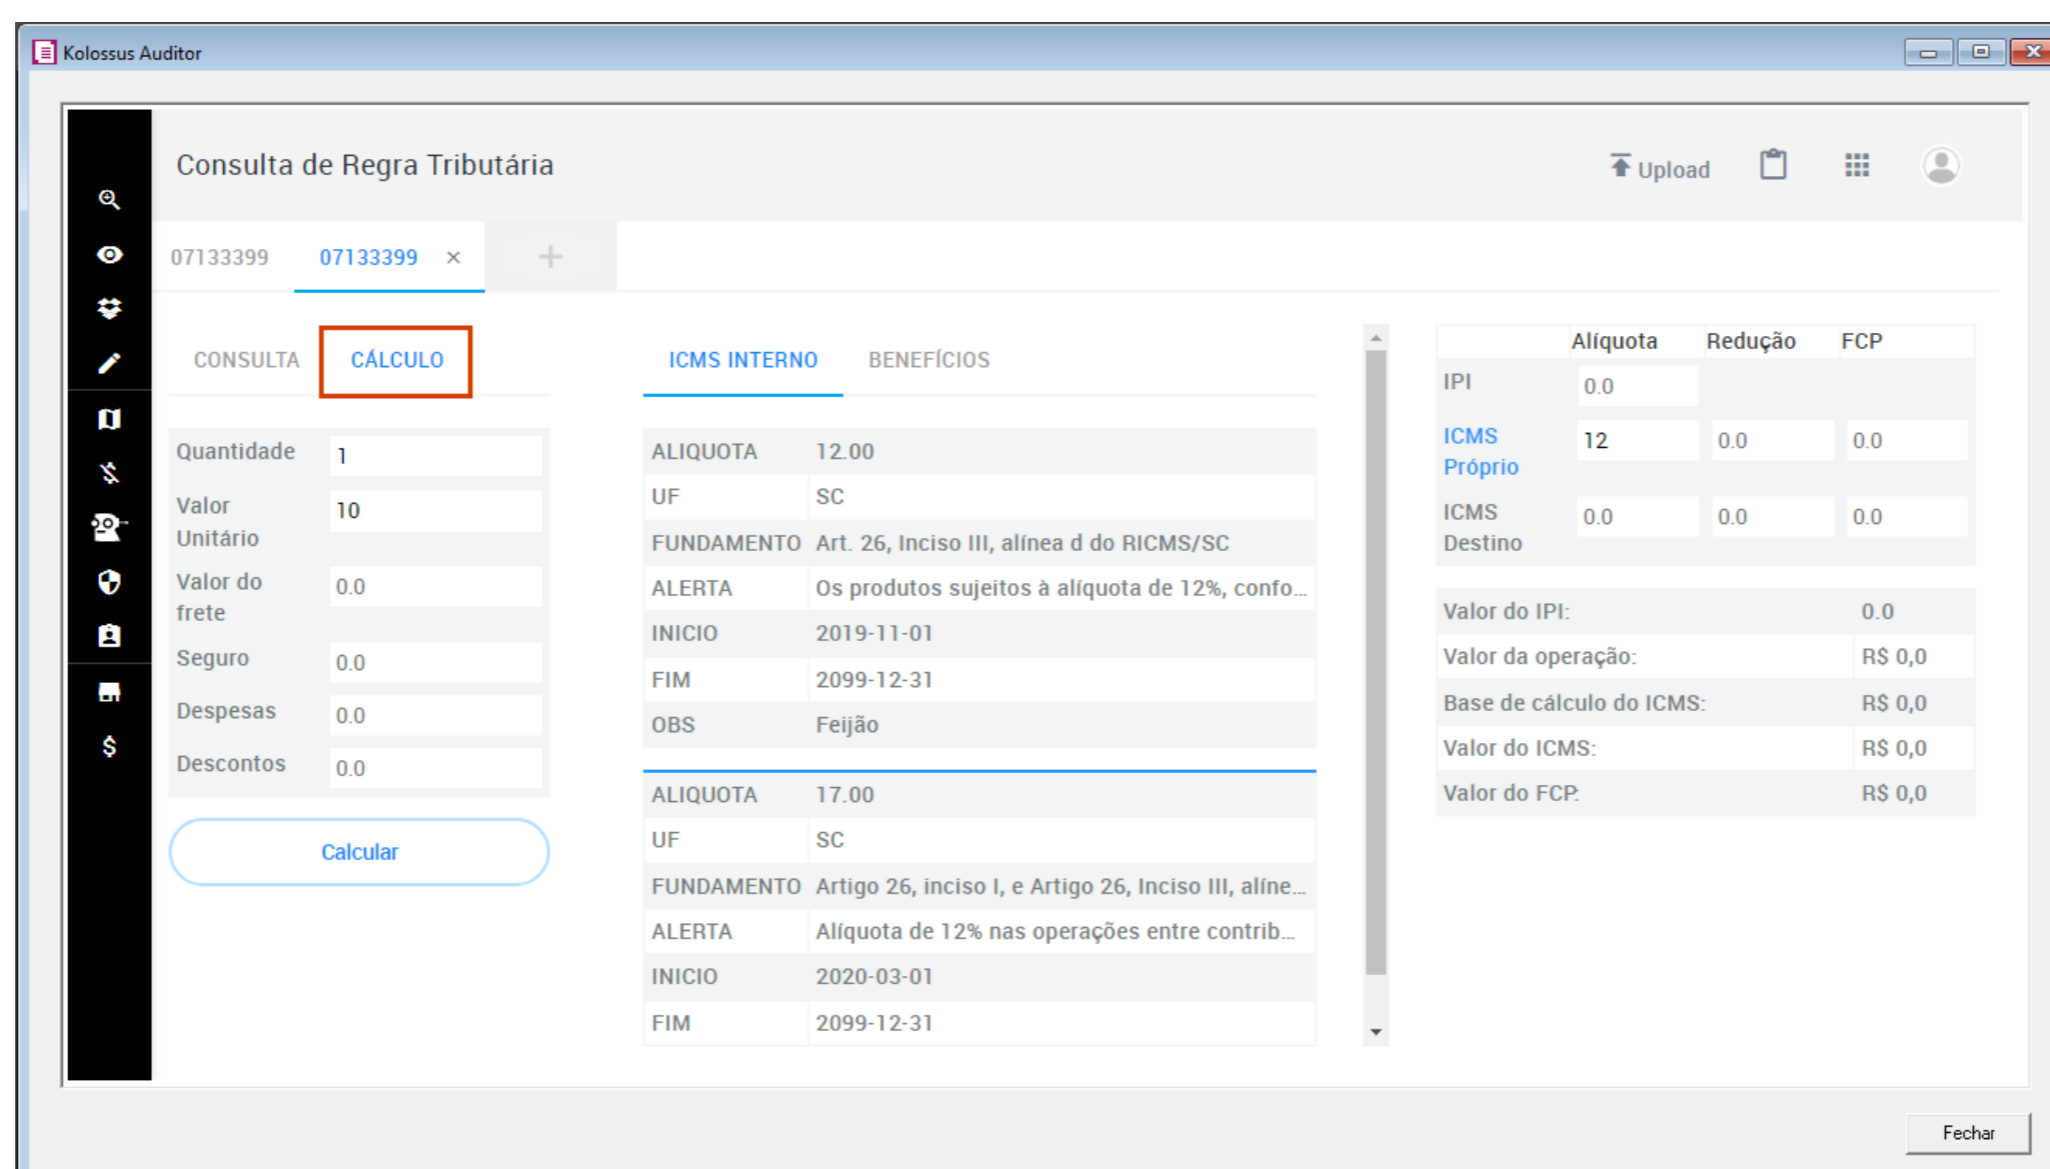 Kolossus Auditor
Consulta de Regra Tributária
Upload
07133399
07133399 ×
+
CONSULTA
CÁLCULO
Quantidade 1
Valor
Unitário
10
Valor do
frete
0.0
Seguro 0.0
Despesas 0.0
Descontos 0.0
Calcular
ICMS INTERNO
BENEFÍCIOS
ALIQUOTA 12.00
UF SC
FUNDAMENTO Art. 26, Inciso III, alínea d do RICMS/SC
ALERTA Os produtos sujeitos à alíquota de 12%, confo...
INICIO 2019-11-01
FIM 2099-12-31
OBS Feijão
ALIQUOTA 17.00
UF SC
FUNDAMENTO Artigo 26, inciso I, e Artigo 26, Inciso III, alíne...
ALERTA Alíquota de 12% nas operações entre contrib...
INICIO 2020-03-01
FIM 2099-12-31
Alíquota Redução FCP
IPI 0.0
ICMS
Próprio
12 0.0 0.0
ICMS
Destino
0.0 0.0 0.0
Valor do IPI: 0.0
Valor da operação: R$ 0,0
Base de cálculo do ICMS: R$ 0,0
Valor do ICMS: R$ 0,0
Valor do FCP: R$ 0,0
Fechar